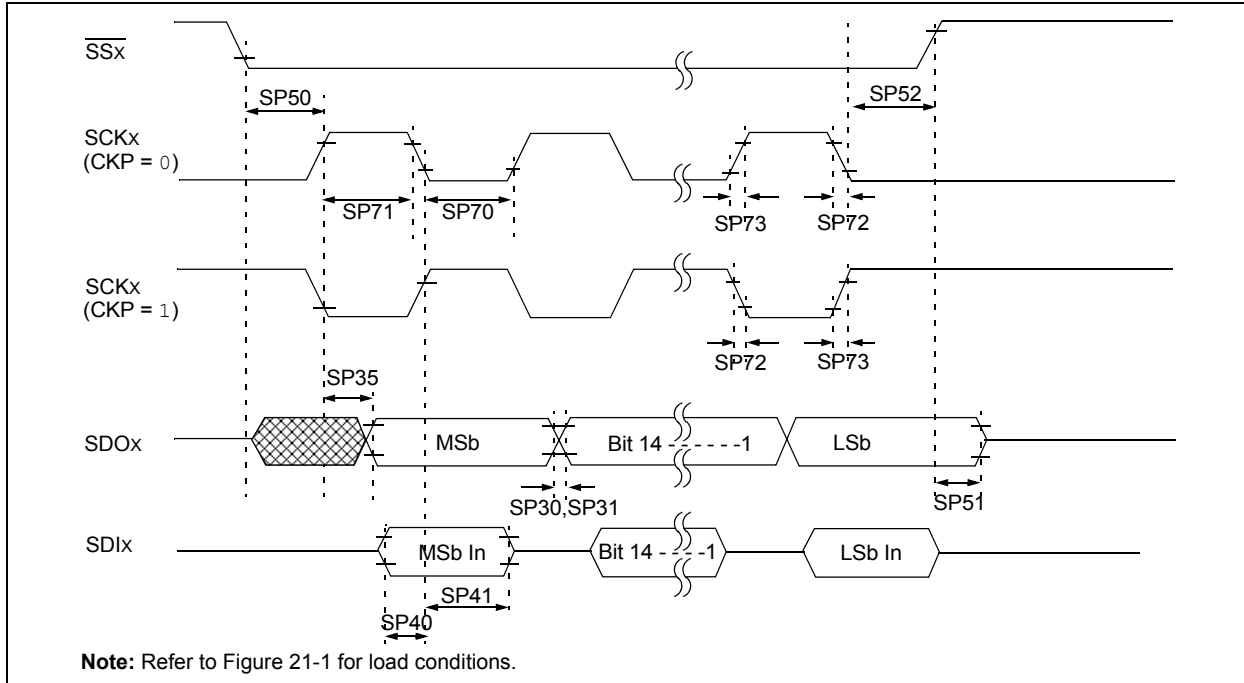 SSx
SP50
SP52
SCKx
(CKP = 0)
SP71
SP70
SP73
SP72
SCKx
(CKP = 1)
SP72
SP73
SP35
SDOx
MSb
Bit 14 - - - - - -1
LSb
SP30,SP31
SP51
SDIx
MSb In
Bit 14 - - - -1
LSb In
SP41
SP40
Note: Refer to Figure 21-1 for load conditions.